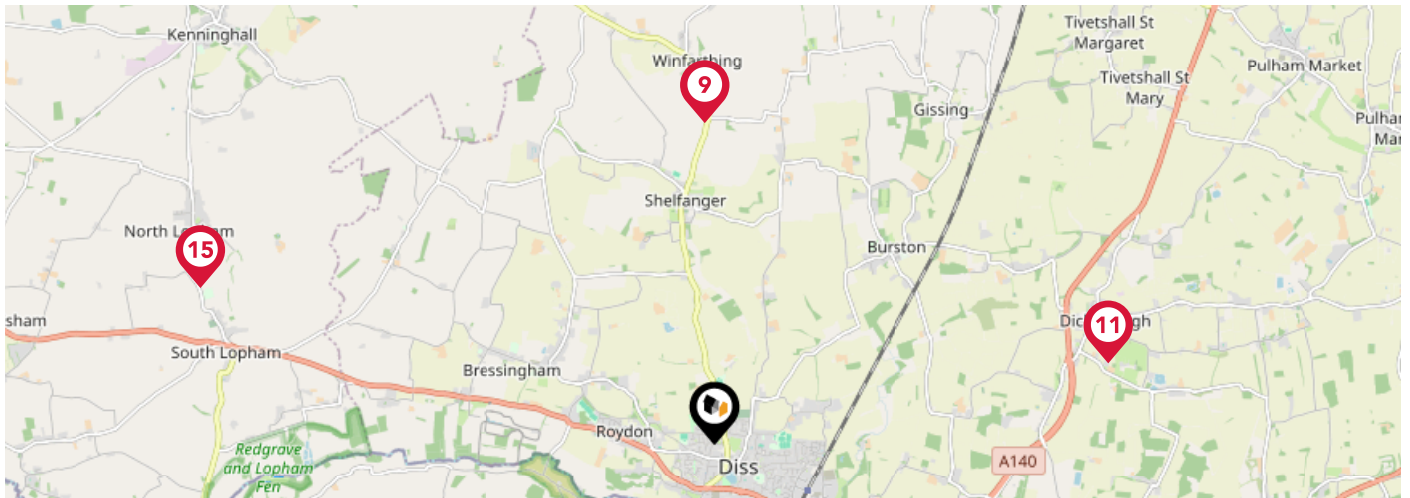 Kenninghall
Winfarthing
9
Tivetshall St
Margaret
Pulham Market
Tivetshall St
Mary
Gissing
Shelfanger
North
15
Burston
South Lopham
11
Bressingham
Roydon
Redgrave
and Lopham
Fen
Diss
A140